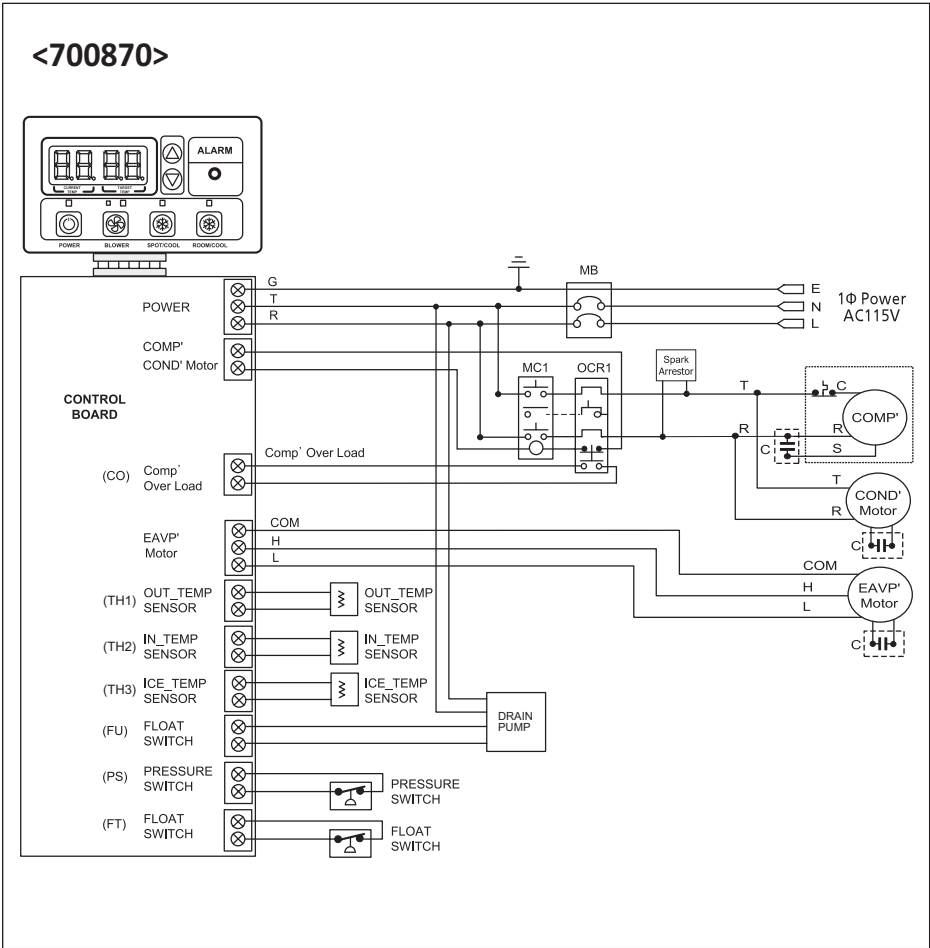 <700870>
ALARM
CURRENT TEMP
TARGET TEMP
POWER
BLOWER
SPOT/COOL
ROOM/COOL
CONTROL
BOARD
POWER
G
T
R
MB
E
N
L
1Φ Power
AC115V
COMP'
COND' Motor
MC1
OCR1
Spark
Arrestor
T
R
C
R
S
C
COMP'
(CO)
Comp'
Over Load
Comp' Over Load
T
R
COND'
Motor
C
EAVP'
Motor
COM
H
L
COM
H
L
EAVP'
Motor
C
(TH1)
OUT_TEMP
SENSOR
OUT_TEMP
SENSOR
(TH2)
IN_TEMP
SENSOR
IN_TEMP
SENSOR
(TH3)
ICE_TEMP
SENSOR
ICE_TEMP
SENSOR
(FU)
FLOAT
SWITCH
DRAIN
PUMP
(PS)
PRESSURE
SWITCH
PRESSURE
SWITCH
(FT)
FLOAT
SWITCH
FLOAT
SWITCH